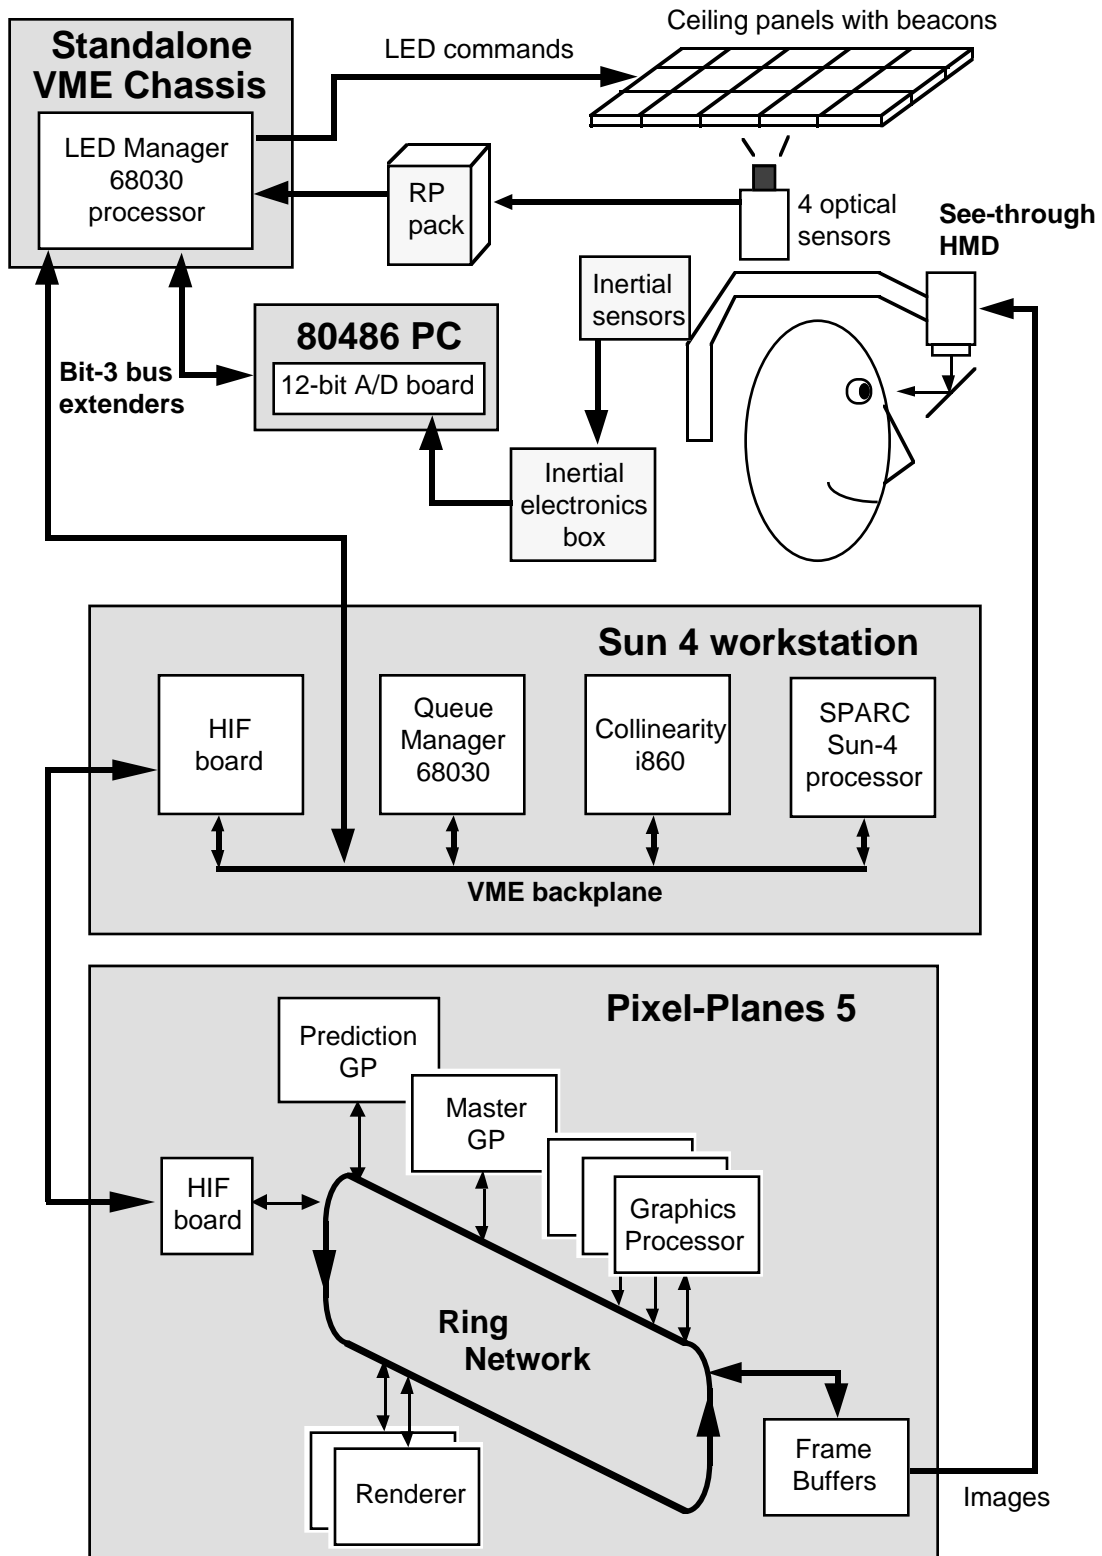 Standalone
VME Chassis
LED Manager
68030
processor
LED commands
Ceiling panels with beacons
RP
pack
4 optical
sensors
See-through
HMD
Inertial
sensors
80486 PC
12-bit A/D board
Bit-3 bus
extenders
Inertial
electronics
box
Sun 4 workstation
HIF
board
Queue
Manager
68030
Collinearity
i860
SPARC
Sun-4
processor
VME backplane
Pixel-Planes 5
Prediction
GP
Master
GP
HIF
board
Graphics
Processor
Ring
Network
Renderer
Frame
Buffers
Images